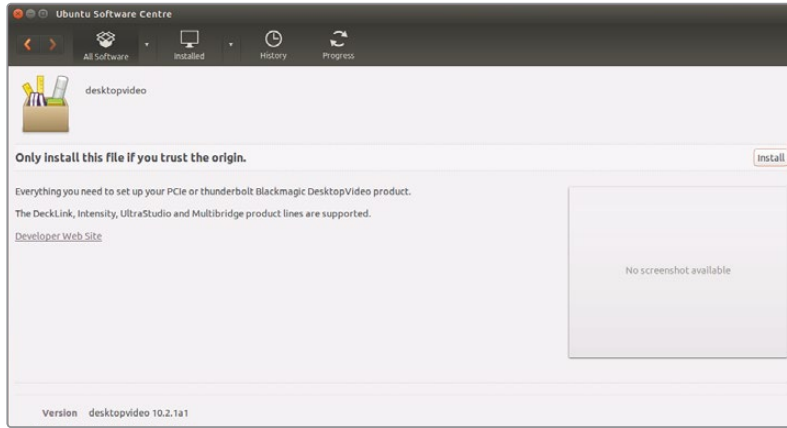 Ubuntu Software Centre
All Software Installed History Progress
desktopvideo
Only install this file if you trust the origin.
Install
Everything you need to set up your PCIe or thunderbolt Blackmagic DesktopVideo product.
The DeckLink, Intensity, UltraStudio and Multibridge product lines are supported.
Developer Web Site
No screenshot available
Version desktopvideo 10.2.1a1